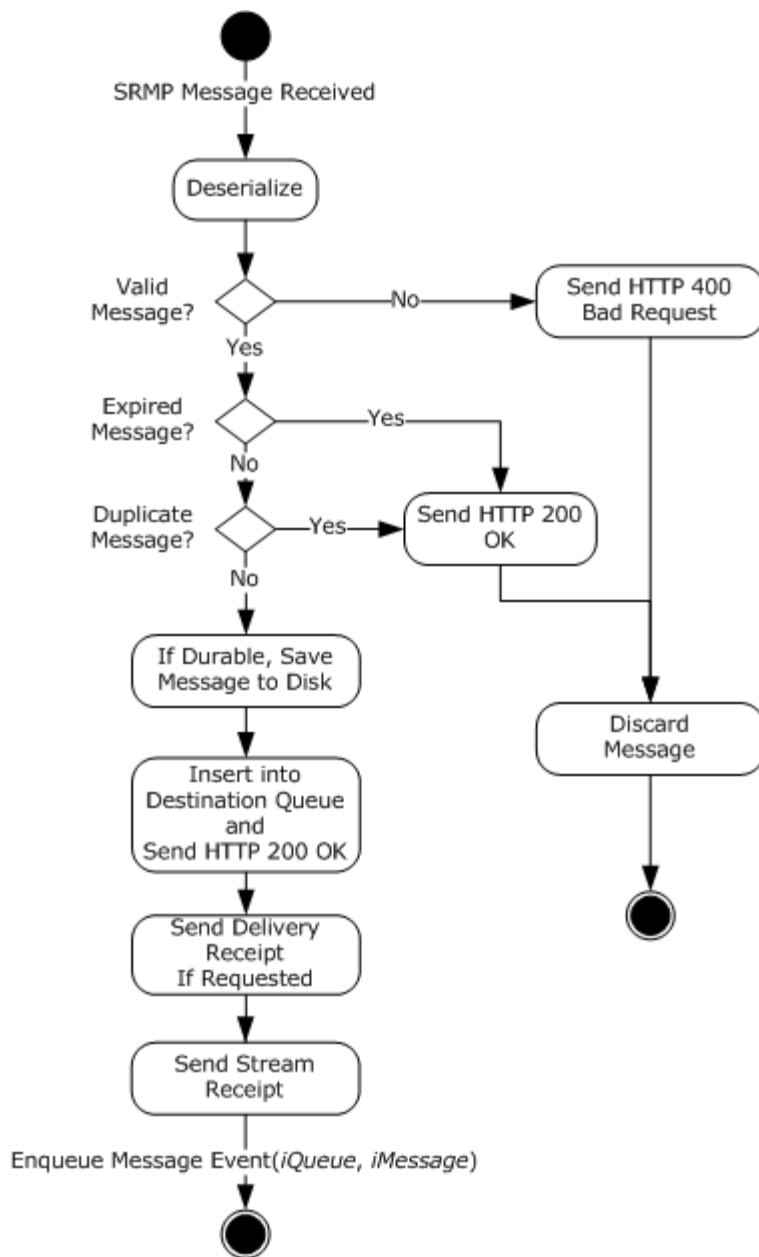 SRMP Message Received
Deserialize
Valid
Message?
No
Send HTTP 400
Bad Request
Yes
Expired
Message?
Yes
No
Duplicate
Message?
Yes
Send HTTP 200
OK
No
If Durable, Save
Message to Disk
Discard
Message
Insert into
Destination Queue
and
Send HTTP 200 OK
Send Delivery
Receipt
If Requested
Send Stream
Receipt
Enqueue Message Event(iQueue, iMessage)